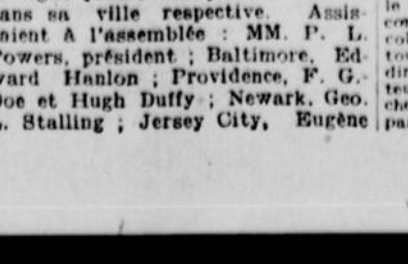 ans sa ville respective. Assis-
aient à l'assemblée : MM. P. L.
Powers, président ; Baltimore, Ed-
ward Hanlon ; Providence, F. G.
Doe et Hugh Duffy ; Newark, Geo.
. Stalling ; Jersey City, Eugène